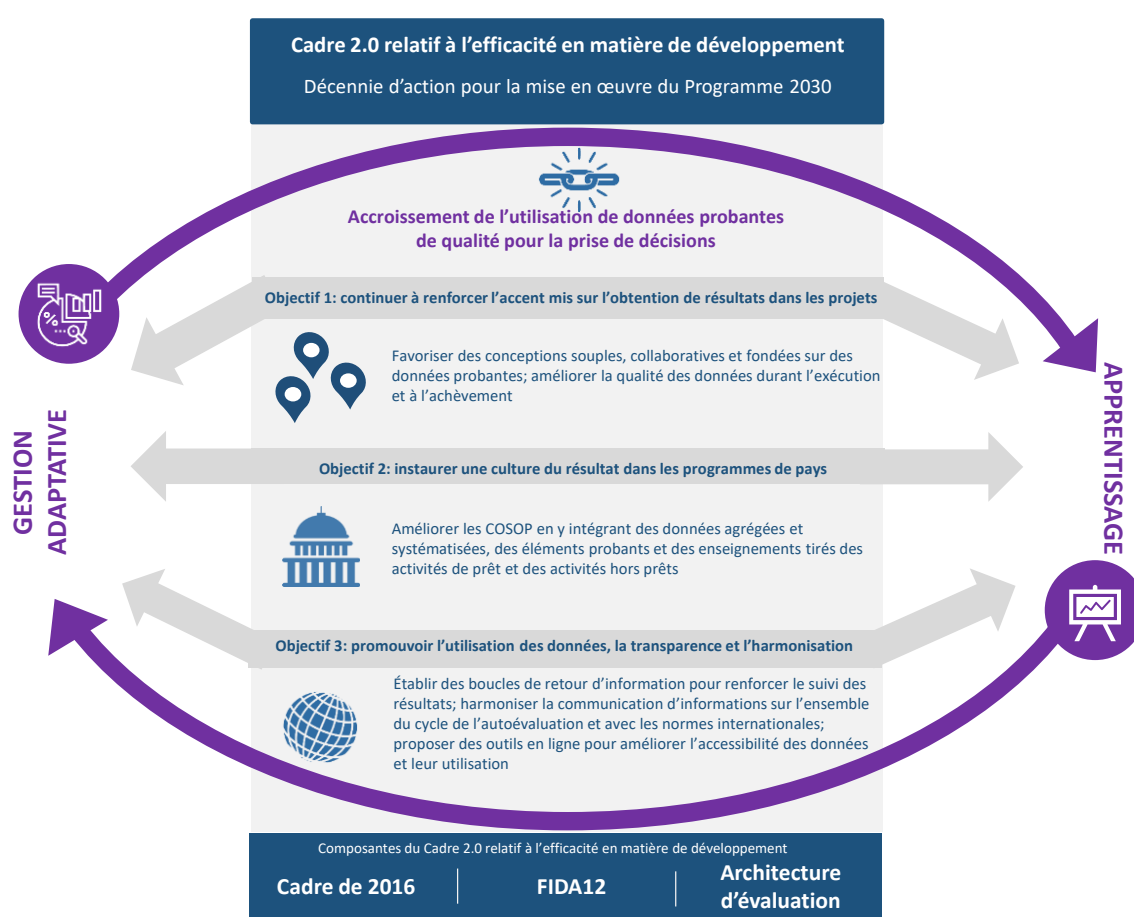 Cadre 2.0 relatif à l’efficacité en matière de développement
Décennie d’action pour la mise en œuvre du Programme 2030
Accroissement de l’utilisation de données probantes
de qualité pour la prise de décisions
Objectif 1: continuer à renforcer l’accent mis sur l’obtention de résultats dans les projets
Favoriser des conceptions souples, collaboratives et fondées sur des
données probantes; améliorer la qualité des données durant l’exécution
et à l’achèvement
GESTION
ADAPTATIVE
APPRENTISSAGE
Objectif 2: instaurer une culture du résultat dans les programmes de pays
Améliorer les COSOP en y intégrant des données agrégées et
systématisées, des éléments probants et des enseignements tirés des
activités de prêt et des activités hors prêts
Objectif 3: promouvoir l’utilisation des données, la transparence et l’harmonisation
Établir des boucles de retour d’information pour renforcer le suivi des
résultats; harmoniser la communication d’informations sur l’ensemble
du cycle de l’autoévaluation et avec les normes internationales;
proposer des outils en ligne pour améliorer l’accessibilité des données
et leur utilisation
Composantes du Cadre 2.0 relatif à l’efficacité en matière de développement
Cadre de 2016
FIDA12
Architecture
d’évaluation